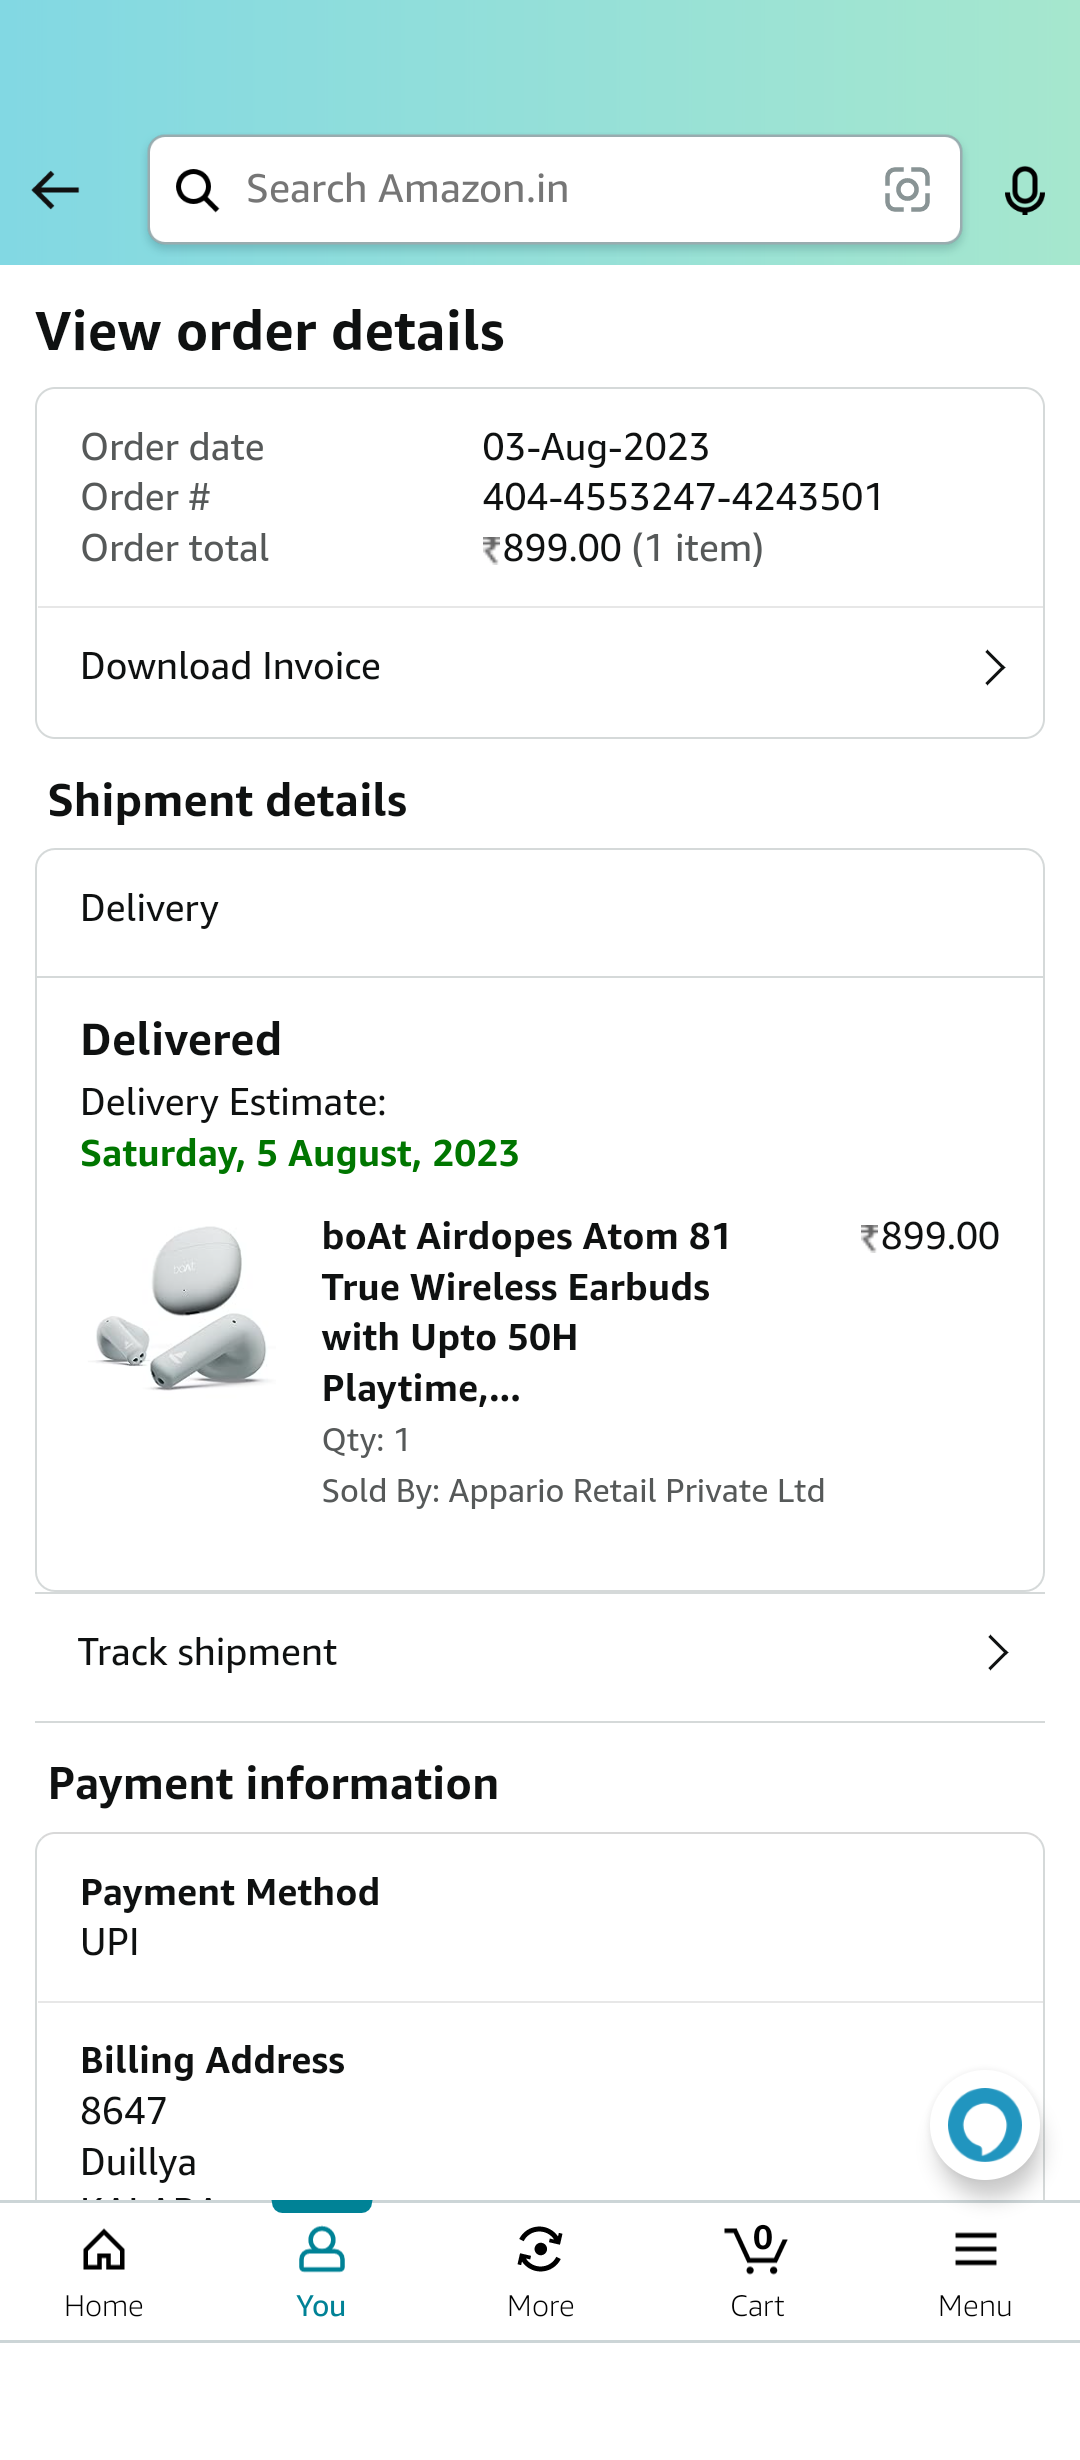 Search Amazon.in
View order details
Order date 03-Aug-2023
Order # 404-4553247-4243501
Order total ₹899.00 (1 item)
Download Invoice
Shipment details
Delivery
Delivered
Delivery Estimate:
Saturday, 5 August, 2023
boAt
boAt Airdopes Atom 81 ₹899.00
True Wireless Earbuds
with Upto 50H
Playtime,...
Qty: 1
Sold By: Appario Retail Private Ltd
Track shipment
Payment information
Payment Method
UPI
Billing Address
8647
Duillya
0
Home You More Cart Menu